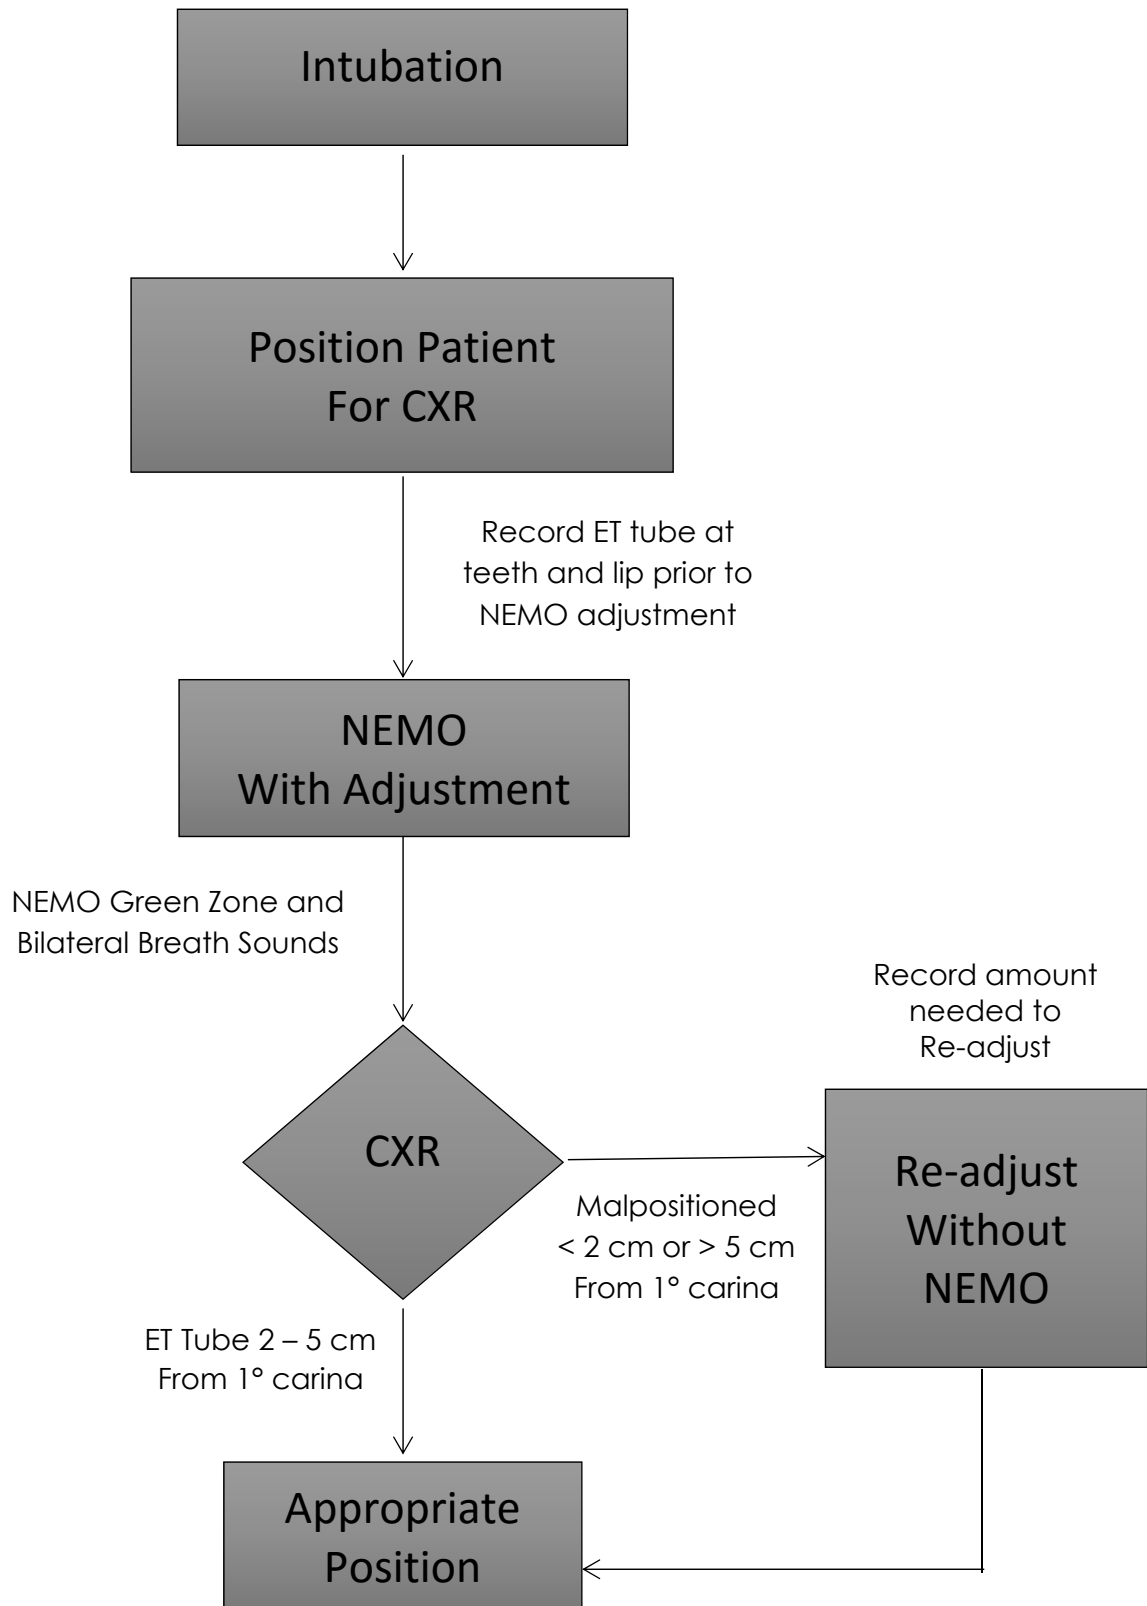 Intubation
Position Patient
For CXR
Record ET tube at
teeth and lip prior to
NEMO adjustment
NEMO
With Adjustment
NEMO Green Zone and
Bilateral Breath Sounds
CXR
Malpositioned
< 2 cm or > 5 cm
From 1° carina
Record amount
needed to
Re-adjust
Re-adjust
Without
NEMO
ET Tube 2 – 5 cm
From 1° carina
Appropriate
Position